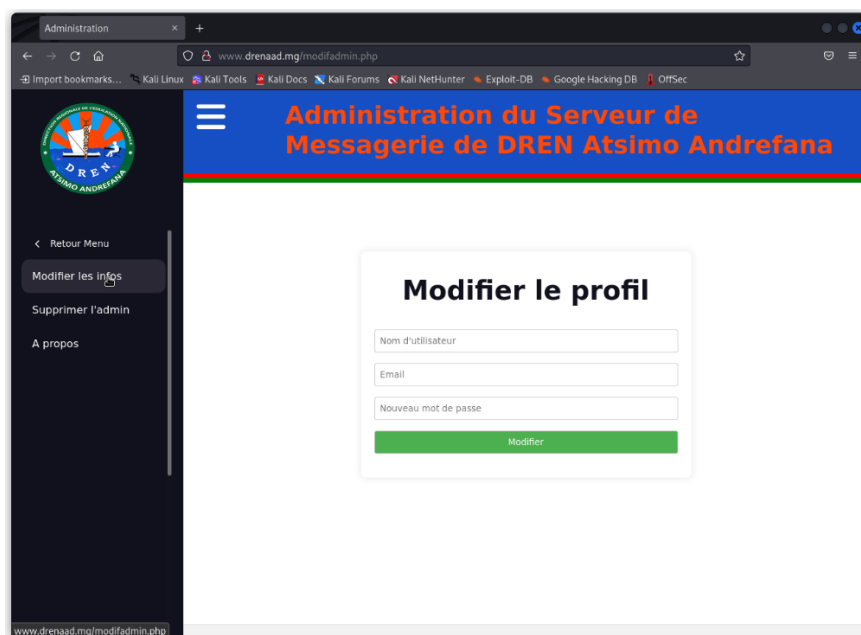 Administration
www.drenaad.mg/modifadmin.php
Import bookmarks... Kali Linux Kali Tools Kali Docs Kali Forums Kali NetHunter Exploit-DB Google Hacking DB OffSec
DREN
ATSIMO ANDREFANA
Administration du Serveur de
Messagerie de DREN Atsimo Andrefana
Retour Menu
Modifier les infos
Supprimer l'admin
A propos
Modifier le profil
Nom d'utilisateur
Email
Nouveau mot de passe
Modifier
www.drenaad.mg/modifadmin.php